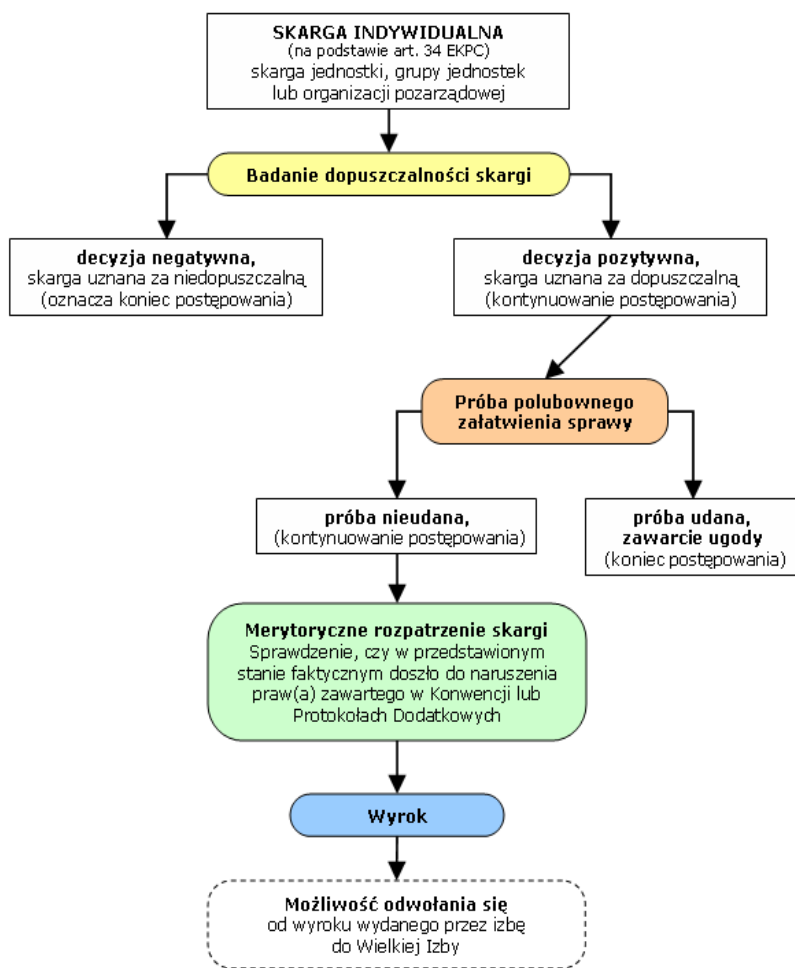 SKARGA INDYWIDUALNA
(na podstawie art. 34 EKPC)
skarga jednostki, grupy jednostek
lub organizacji pozarządowej
Badanie dopuszczalności skargi
decyzja negatywna,
skarga uznana za niedopuszczalną
(oznacza koniec postępowania)
decyzja pozytywna,
skarga uznana za dopuszczalną
(kontynuowanie postępowania)
Próba polubownego
załatwienia sprawy
próba nieudana,
(kontynuowanie postępowania)
próba udana,
zawarcie ugody
(koniec postępowania)
Merytoryczne rozpatrzenie skargi
Sprawdzenie, czy w przedstawionym
stanie faktycznym doszło do naruszenia
praw(a) zawartego w Konwencji lub
Protokołach Dodatkowych
Wyrok
Możliwość odwołania się
od wyroku wydanego przez izbę
do Wielkiej Izby